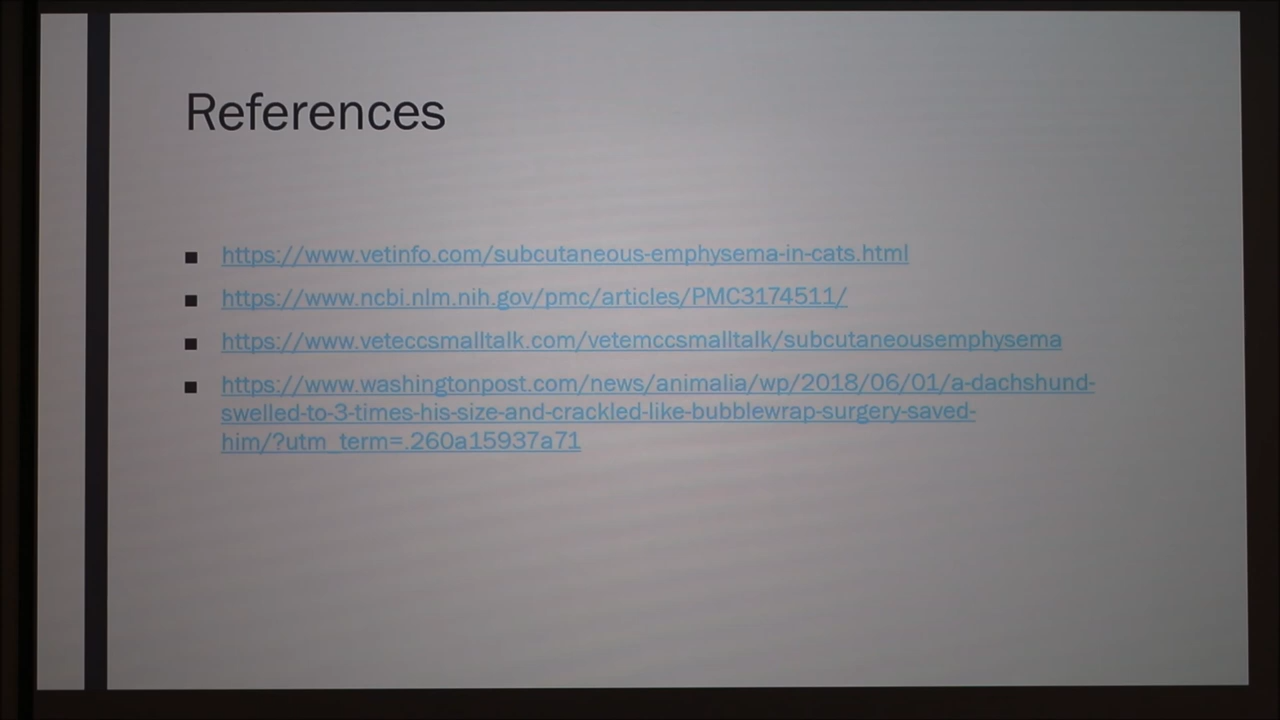 References
https://www.vetinfo.com/subcutaneous-emphysema-in-cats.html
https://www.ncbi.nlm.nih.gov/pmc/articles/PMC3174511/
https://www.veteccsmalltalk.com/vetemccsmalltalk/subcutaneousemphysema
https://www.washingtonpost.com/news/animalia/wp/2018/06/01/a-dachshund-
swelled-to-3-times-his-size-and-crackled-like-bubblewrap-surgery-saved-
him/?utm_term=.260a15937a71